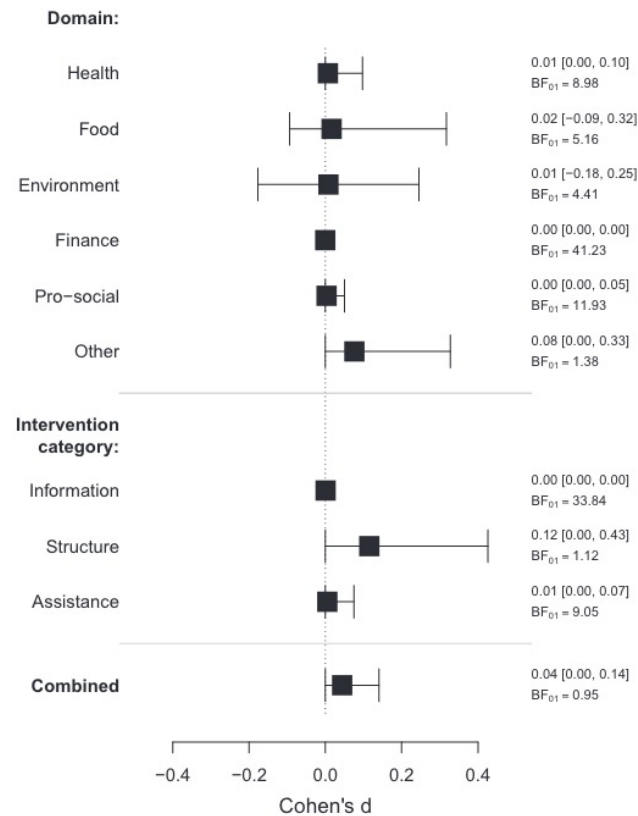 Domain:
Health
0.01 [0.00, 0.10]
BF₀₁ = 8.98
Food
0.02 [−0.09, 0.32]
BF₀₁ = 5.16
Environment
0.01 [−0.18, 0.25]
BF₀₁ = 4.41
Finance
0.00 [0.00, 0.00]
BF₀₁ = 41.23
Pro−social
0.00 [0.00, 0.05]
BF₀₁ = 11.93
Other
0.08 [0.00, 0.33]
BF₀₁ = 1.38
Intervention
category:
Information
0.00 [0.00, 0.00]
BF₀₁ = 33.84
Structure
0.12 [0.00, 0.43]
BF₀₁ = 1.12
Assistance
0.01 [0.00, 0.07]
BF₀₁ = 9.05
Combined
0.04 [0.00, 0.14]
BF₀₁ = 0.95
−0.4 −0.2 0.0 0.2 0.4
Cohen's d